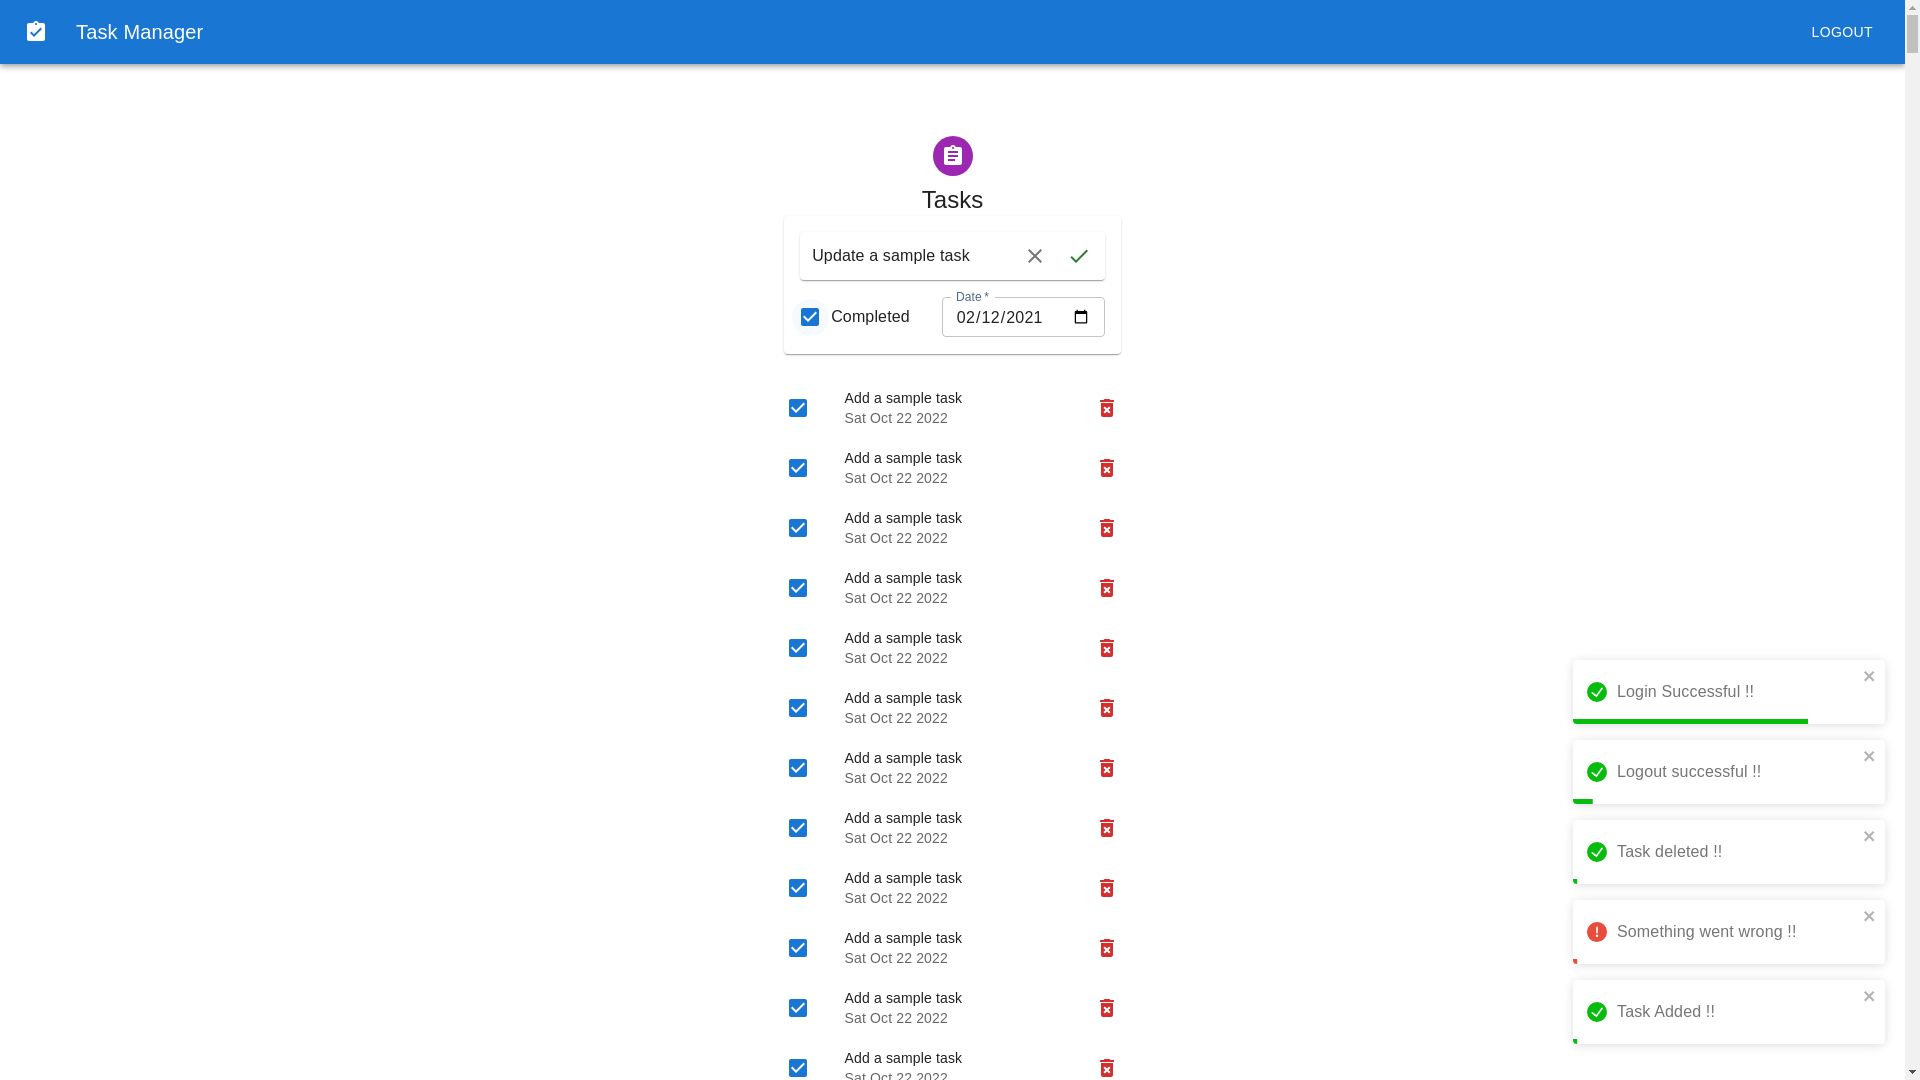 Task Manager
LOGOUT
Tasks
Update a sample task
Date *
Completed
02/12/2021
Add a sample task
Sat Oct 22 2022
Add a sample task
Sat Oct 22 2022
Add a sample task
Sat Oct 22 2022
Add a sample task
Sat Oct 22 2022
Add a sample task
Sat Oct 22 2022
Add a sample task
Sat Oct 22 2022
Add a sample task
Sat Oct 22 2022
Add a sample task
Sat Oct 22 2022
Add a sample task
Sat Oct 22 2022
Add a sample task
Sat Oct 22 2022
Add a sample task
Sat Oct 22 2022
Add a sample task
Sat Oct 22 2022
Login Successful !!
Logout successful !!
Task deleted !!
Something went wrong !!
Task Added !!